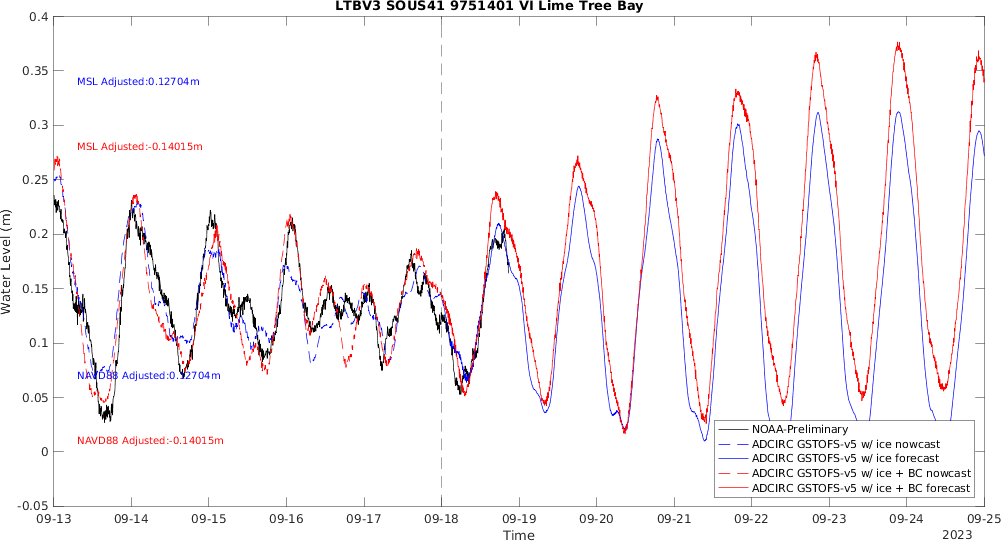 LTBV3 SOUS41 9751401 VI Lime Tree Bay
0.4
0.35
0.3
0.25
0.2
0.15
0.1
0.05
0
-0.05
Water Level (m)
MSL Adjusted:0.12704m
MSL Adjusted:-0.14015m
NAVD88 Adjusted:0.12704m
NAVD88 Adjusted:-0.14015m
NOAA-Preliminary
ADCIRC GSTOFS-v5 w/ ice nowcast
ADCIRC GSTOFS-v5 w/ ice forecast
ADCIRC GSTOFS-v5 w/ ice + BC nowcast
ADCIRC GSTOFS-v5 w/ ice + BC forecast
09-13 09-14 09-15 09-16 09-17 09-18 09-19 09-20 09-21 09-22 09-23 09-24 09-25
Time
2023